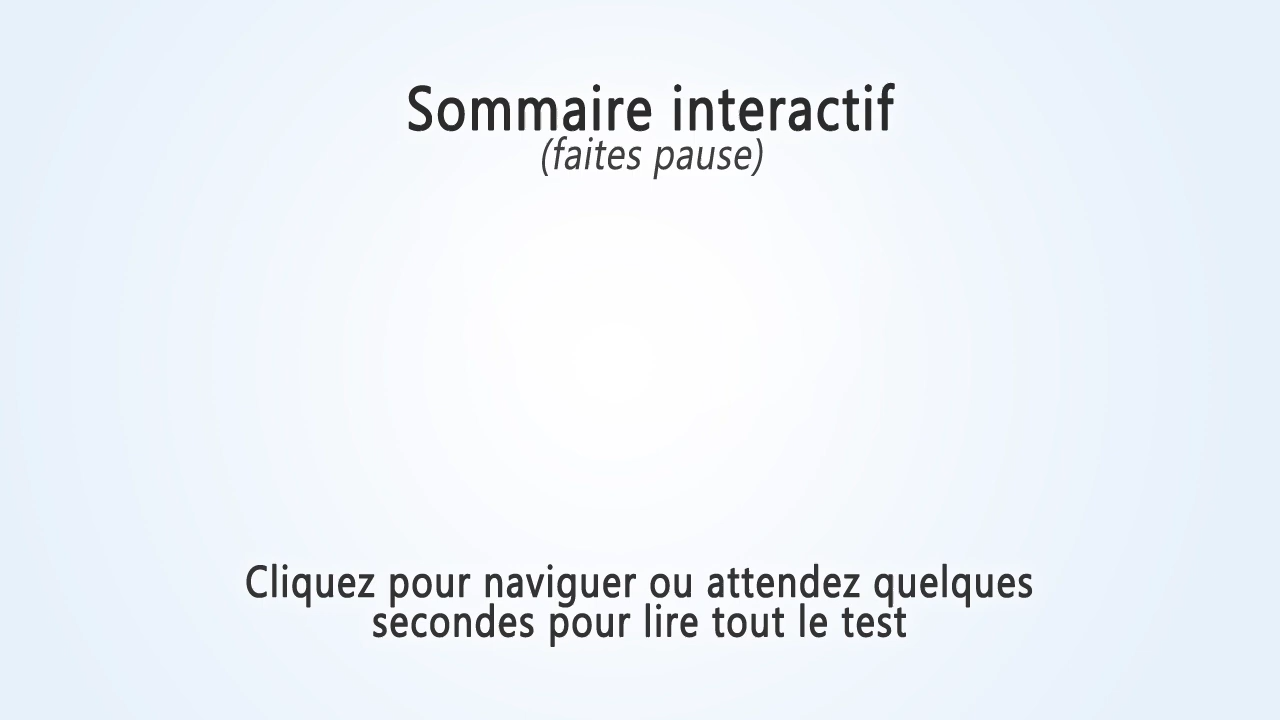 Sommaire interactif
(faites pause)
Cliquez pour naviguer ou attendez quelques
secondes pour lire tout le test